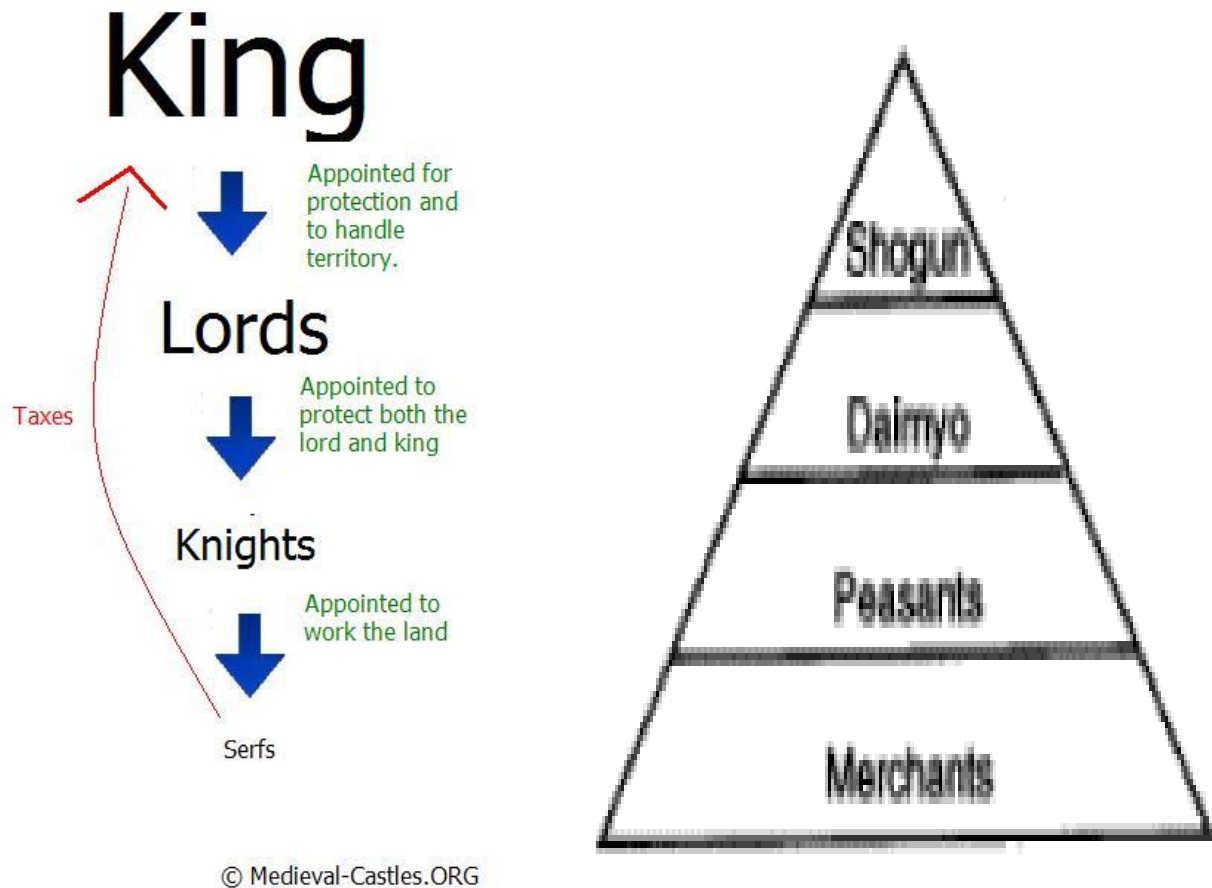 King
Appointed for
protection and
to handle
territory.
Lords
Taxes
Appointed to
protect both the
lord and king
Knights
Appointed to
work the land
Serfs
© Medieval-Castles.ORG
Shogun
Daimyo
Peasants
Merchants